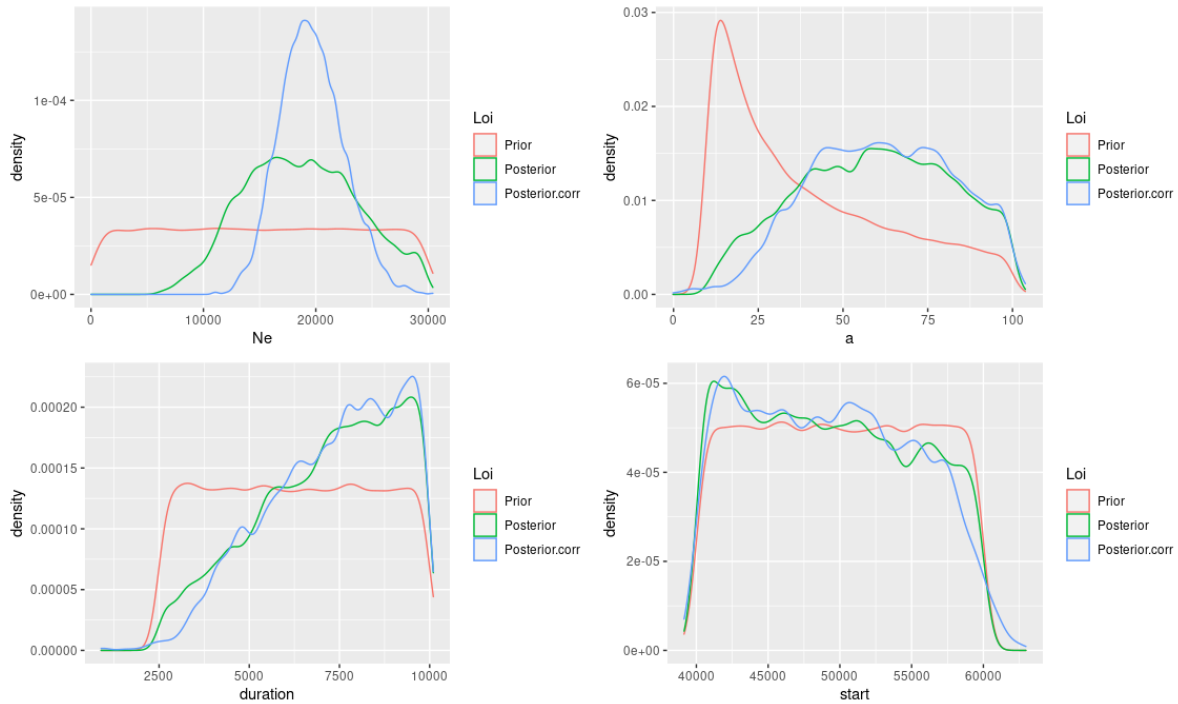 1e-04
5e-05
0e+00
density
0
10000
20000
30000
Ne
Loi
Prior
Posterior
Posterior.corr
0.03
0.02
0.01
0.00
density
0
25
50
75
100
a
Loi
Prior
Posterior
Posterior.corr
0.00020
0.00015
0.00010
0.00005
0.00000
density
2500
5000
7500
10000
duration
Loi
Prior
Posterior
Posterior.corr
6e-05
4e-05
2e-05
0e+00
density
40000
45000
50000
55000
60000
start
Loi
Prior
Posterior
Posterior.corr